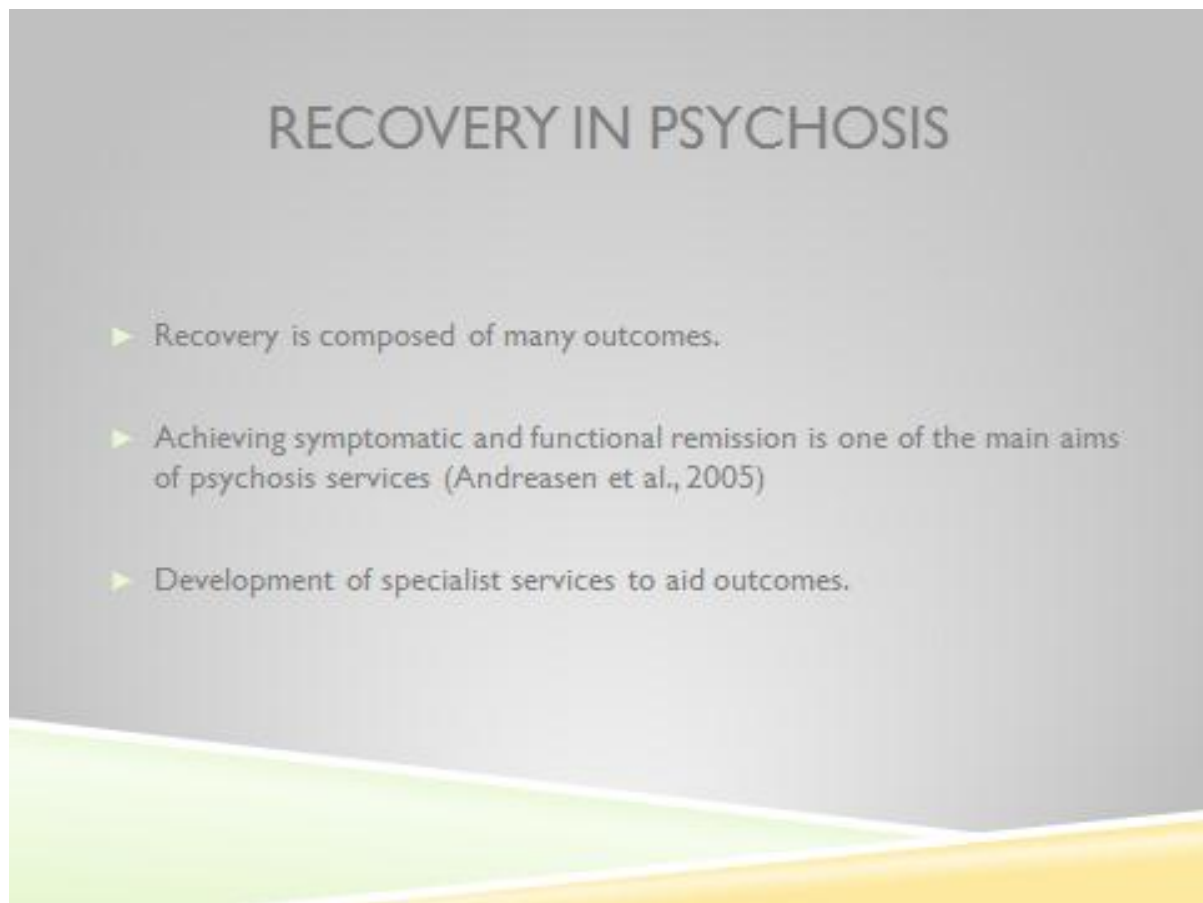 RECOVERY IN PSYCHOSIS
Recovery is composed of many outcomes.
Achieving symptomatic and functional remission is one of the main aims
of psychosis services (Andreasen et al., 2005)
Development of specialist services to aid outcomes.